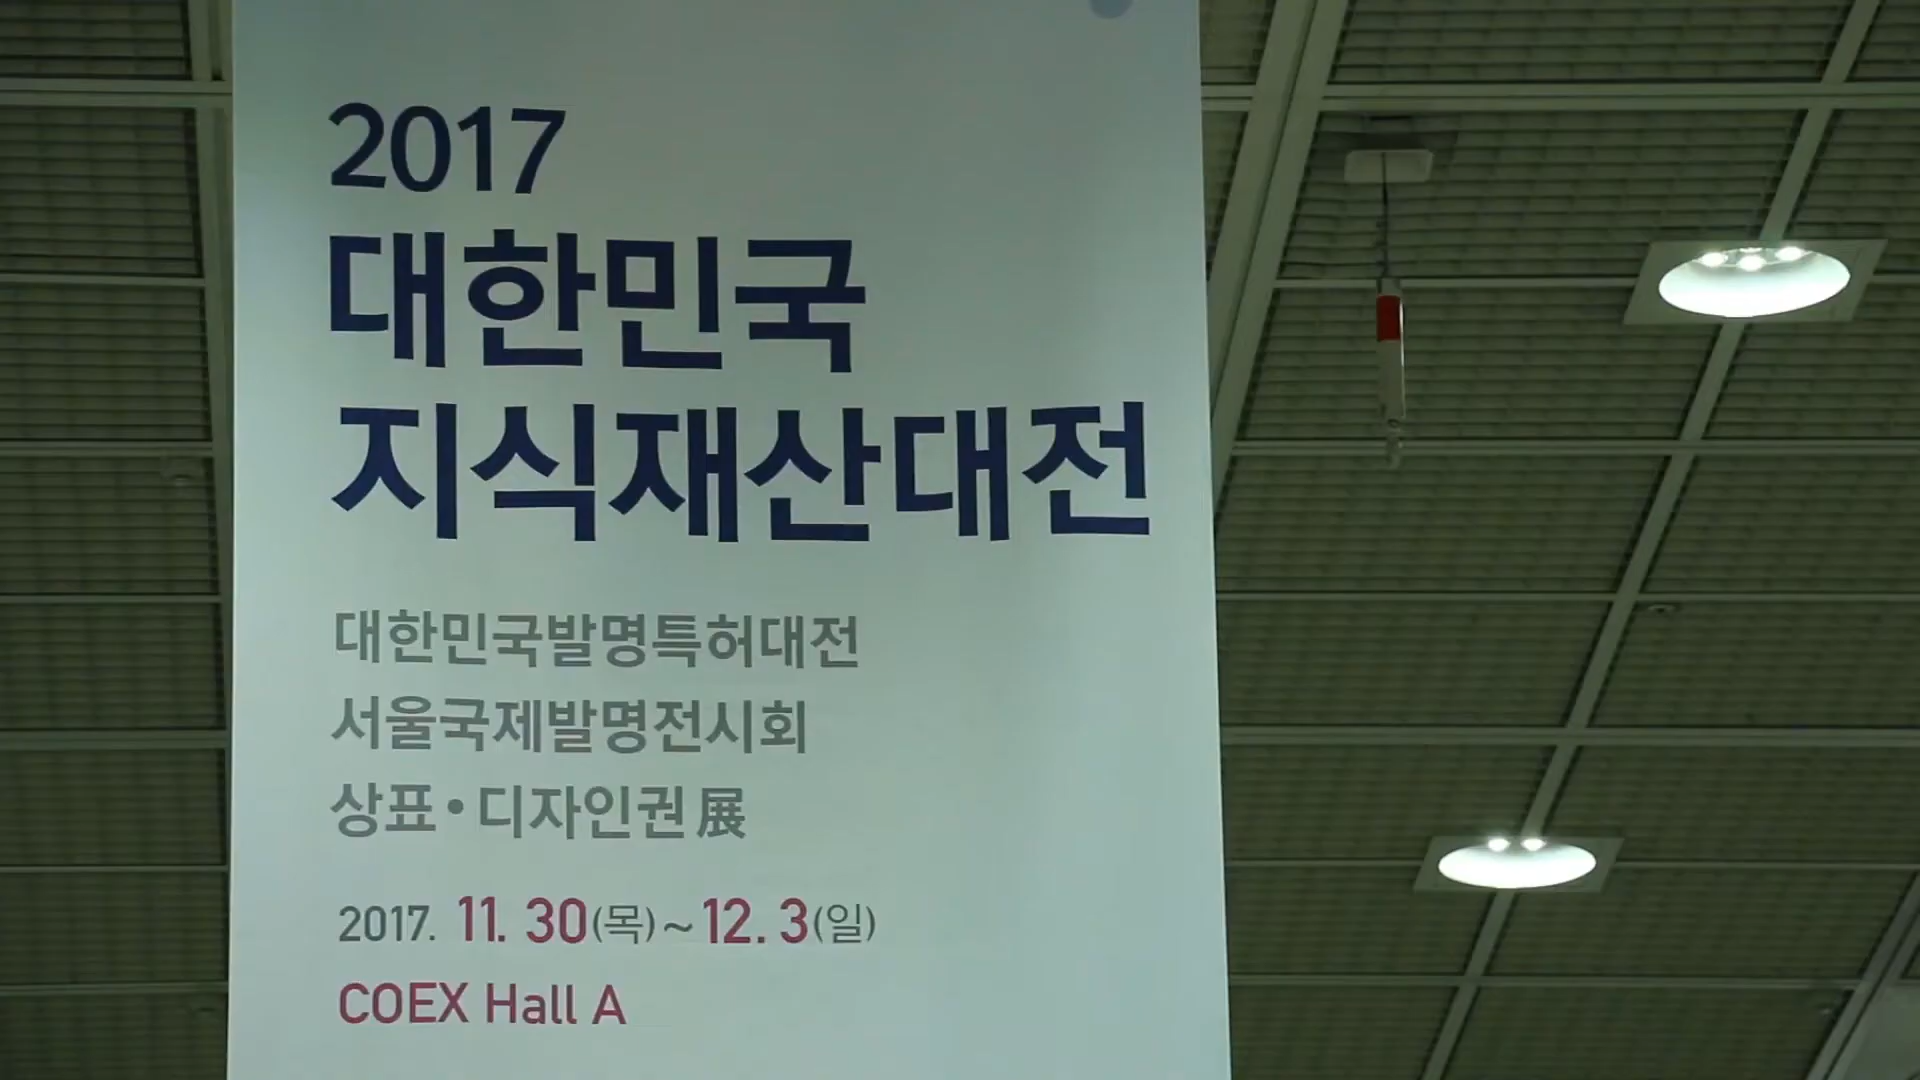 2017
대한민국
지식재산대전
대한민국발명특허대전
서울국제발명전시회
상표•디자인권 展
2017. 11. 30(목)~12. 3(일)
COEX Hall A